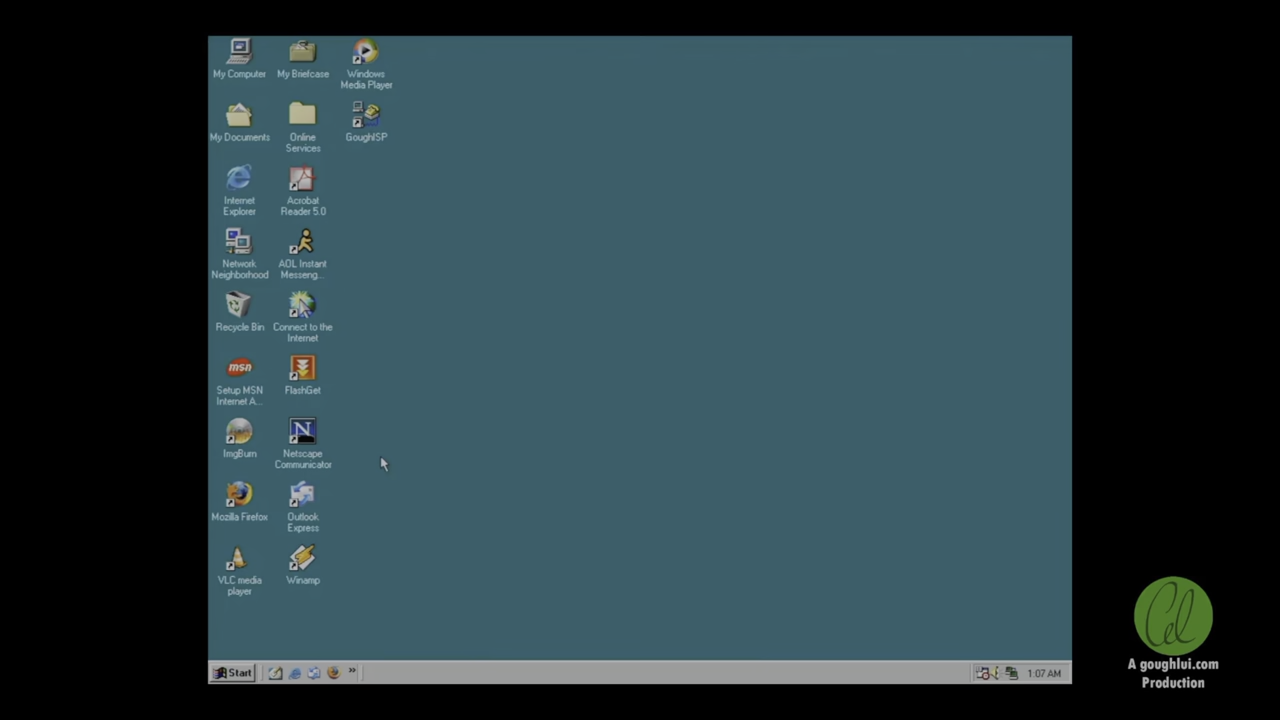 My Computer
My Briefcase
Windows
Media Player
My Documents
Online
Services
GoughISP
Internet
Explorer
Acrobat
Reader 5.0
Network
Neighborhood
AOL Instant
Messeng...
Recycle Bin
Connect to the
Internet
msn
Setup MSN
Internet A...
FlashGet
ImgBurn
N
Netscape
Communicator
Mozilla Firefox
Outlook
Express
VLC media
player
Winamp
Start
»
1:07 AM
Cel
A goughlui.com
Production